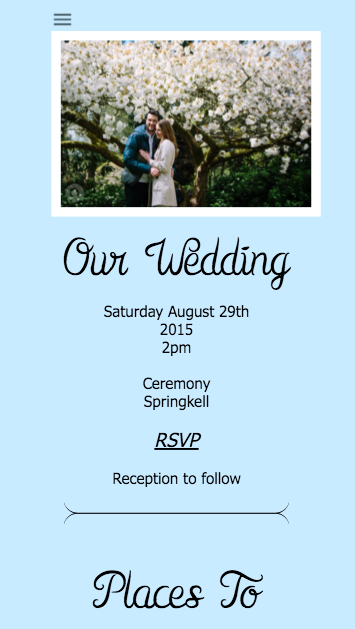 Our Wedding
Saturday August 29th
2015
2pm
Ceremony
Springkell
RSVP
Reception to follow
Places To